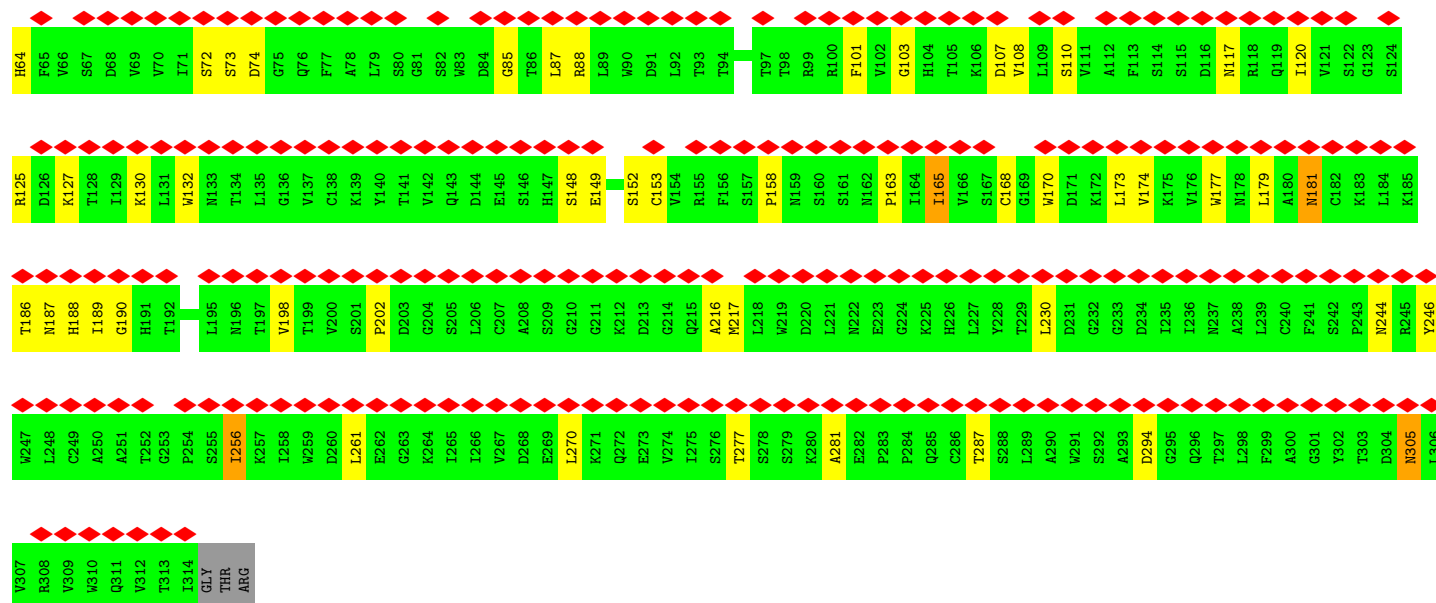 H64 F65 V66 S67 D68 V69 V70 I71 S72 S73 D74 G75 Q76 F77 A78 L79 S80 G81 S82 W83 D84 G85 T86 L87 R88 L89 W90 D91 L92 T93 T94 T97 T98 R99 R100 F101 V102 G103 H104 T105 K106 D107 V108 L109 S110 V111 A112 F113 S114 S115 D116 N117 R118 Q119 I120 V121 S122 G123 S124
R125 D126 K127 T128 I129 K130 L131 W132 N133 T134 L135 G136 V137 C138 K139 Y140 T141 V142 Q143 D144 E145 S146 H147 S148 E149 S152 C153 V154 R155 F156 S157 P158 N159 S160 S161 N162 P163 I164 I165 V166 S167 C168 G169 W170 D171 K172 L173 V174 K175 V176 W177 N178 L179 A180 N181 C182 K183 L184 K185
T186 N187 H188 I189 G190 H191 T192 L195 N196 T197 V198 T199 V200 S201 P202 D203 G204 S205 L206 C207 A208 S209 G210 G211 K212 D213 G214 Q215 A216 M217 L218 W219 D220 L221 N222 E223 G224 K225 H226 L227 Y228 T229 L230 D231 G232 G233 D234 I235 I236 N237 A238 L239 C240 F241 S242 P243 N244 R245 Y246
W247 L248 C249 A250 A251 T252 G253 P254 S255 I256 K257 I258 W259 D260 L261 E262 G263 K264 I265 I266 V267 D268 E269 L270 K271 Q272 E273 V274 I275 S276 T277 S278 S279 K280 A281 E282 P283 P284 Q285 C286 T287 S288 L289 A290 W291 S292 A293 D294 G295 Q296 T297 L298 F299 A300 G301 Y302 T303 D304 N305 L306
V307 R308 V309 W310 Q311 V312 T313 I314 GLY THR ARG